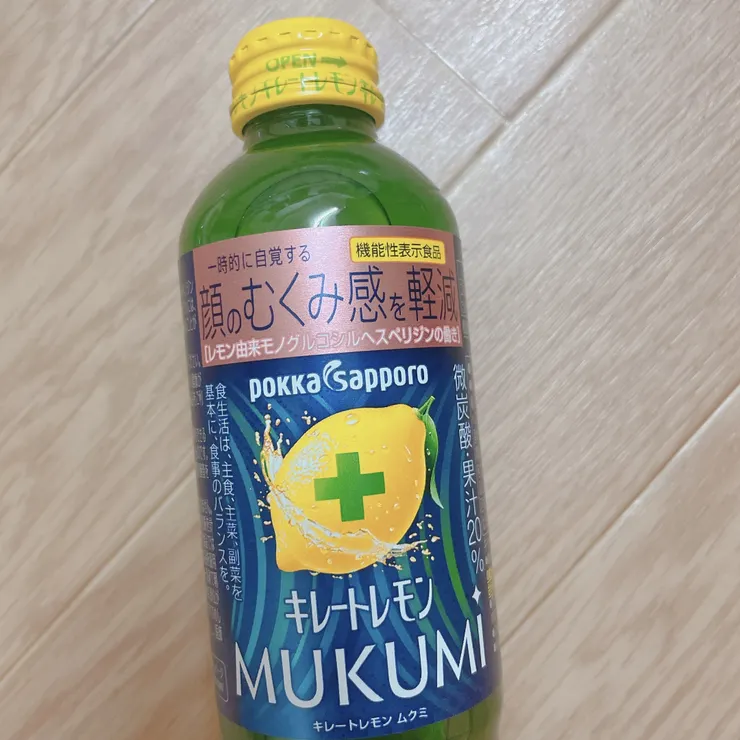 OPEN→
キレートレモン
一時的に自覚する
機能性表示食品
顔のむくみ感を軽減
[レモン由来モノグルコシルヘスペリジンの働き]
pokka sapporo
微炭酸・果汁20%
食生活は、主食、主菜、副菜を
基本に、食事のバランスを。
キレートレモン
MUKUMI
キレートレモン ムクミ